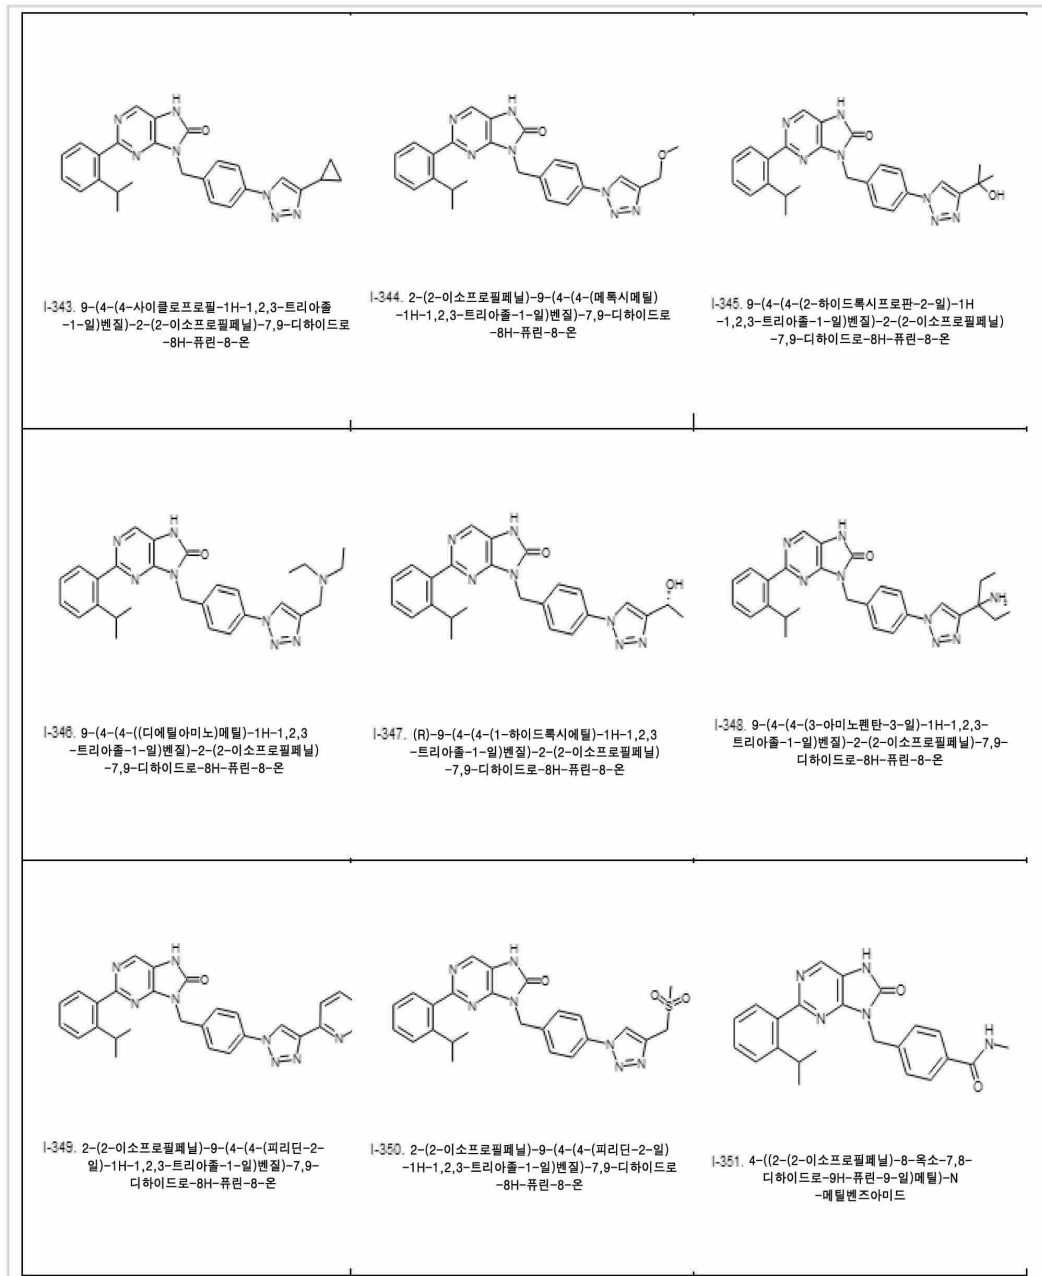 I-343. 9-(4-(4-사이클로프로필-1H-1,2,3-트리아졸
-1-일)벤질)-2-(2-이소프로필페닐)-7,9-디하이드로
-8H-퓨린-8-온
I-344. 2-(2-이소프로필페닐)-9-(4-(4-(메톡시메틸)
-1H-1,2,3-트리아졸-1-일)벤질)-7,9-디하이드로
-8H-퓨린-8-온
I-345. 9-(4-(4-(2-하이드록시프로판-2-일)-1H
-1,2,3-트리아졸-1-일)벤질)-2-(2-이소프로필페닐)
-7,9-디하이드로-8H-퓨린-8-온
I-346. 9-(4-(4-((디에틸아미노)메틸)-1H-1,2,3
-트리아졸-1-일)벤질)-2-(2-이소프로필페닐)
-7,9-디하이드로-8H-퓨린-8-온
I-347. (R)-9-(4-(4-(1-하이드록시에틸)-1H-1,2,3
-트리아졸-1-일)벤질)-2-(2-이소프로필페닐)
-7,9-디하이드로-8H-퓨린-8-온
I-348. 9-(4-(4-(3-아미노펜탄-3-일)-1H-1,2,3-
트리아졸-1-일)벤질)-2-(2-이소프로필페닐)-7,9-
디하이드로-8H-퓨린-8-온
I-349. 2-(2-이소프로필페닐)-9-(4-(4-(피리딘-2-
일)-1H-1,2,3-트리아졸-1-일)벤질)-7,9-
디하이드로-8H-퓨린-8-온
I-350. 2-(2-이소프로필페닐)-9-(4-(4-(피리딘-2-일)
-1H-1,2,3-트리아졸-1-일)벤질)-7,9-디하이드로
-8H-퓨린-8-온
I-351. 4-((2-(2-이소프로필페닐)-8-옥소-7,8-
디하이드로-9H-퓨린-9-일)메틸)-N
-메틸벤즈아미드